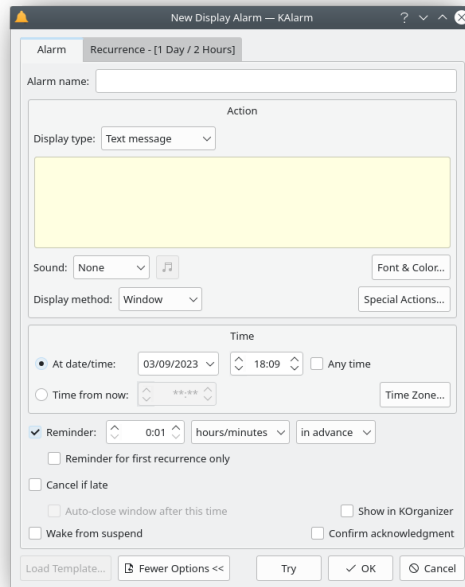 New Display Alarm — KAlarm
Alarm Recurrence - [1 Day / 2 Hours]
Alarm name:
Action
Display type: Text message
Sound: None Font & Color...
Display method: Window Special Actions...
Time
At date/time: 03/09/2023 18:09 Any time
Time from now: **:** Time Zone...
Reminder: 0:01 hours/minutes in advance
Reminder for first recurrence only
Cancel if late
Auto-close window after this time Show in KOrganizer
Wake from suspend Confirm acknowledgment
Load Template... Fewer Options << Try OK Cancel